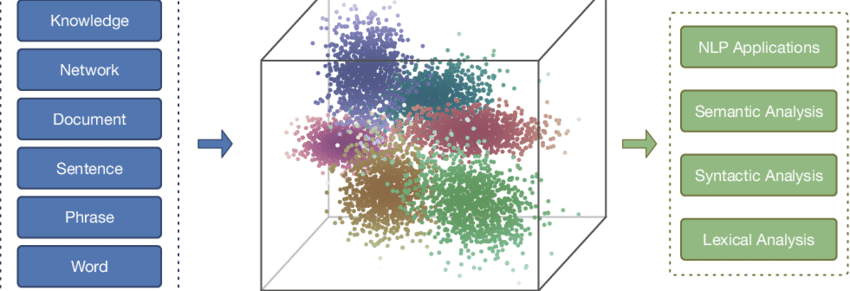 Knowledge
Network
Document
Sentence
Phrase
Word
NLP Applications
Semantic Analysis
Syntactic Analysis
Lexical Analysis